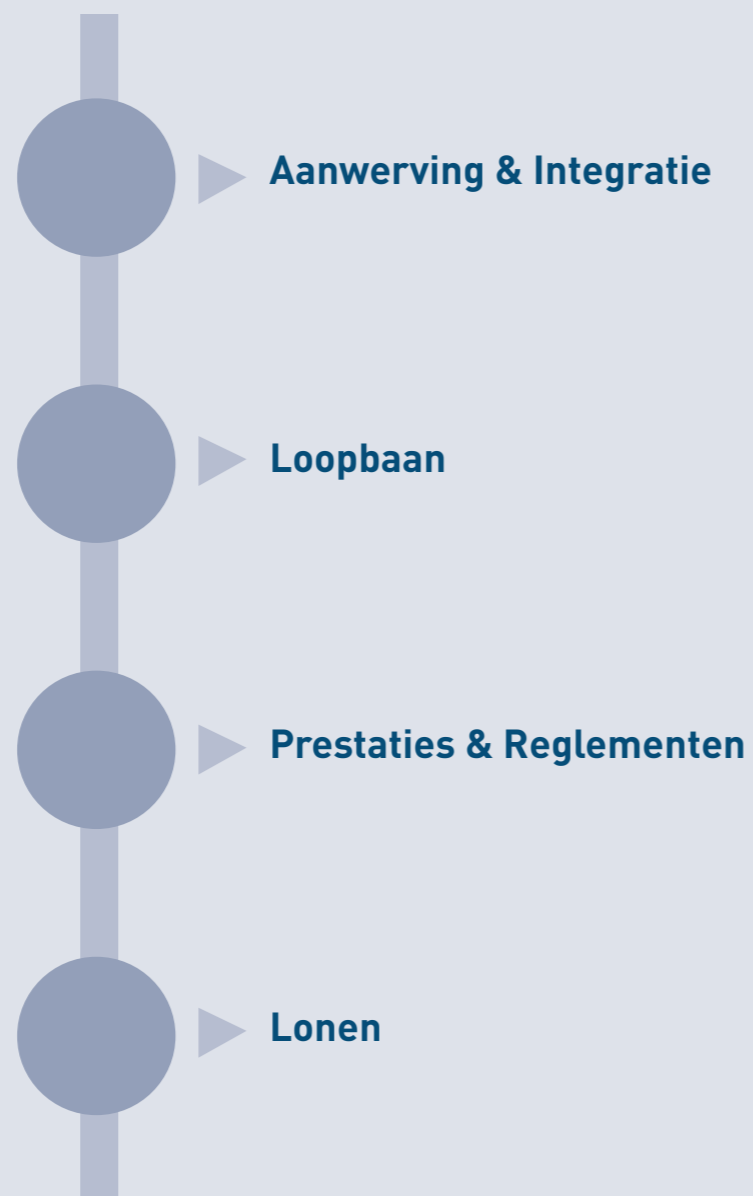 Aanwerving & Integratie
Loopbaan
Prestaties & Reglementen
Lonen